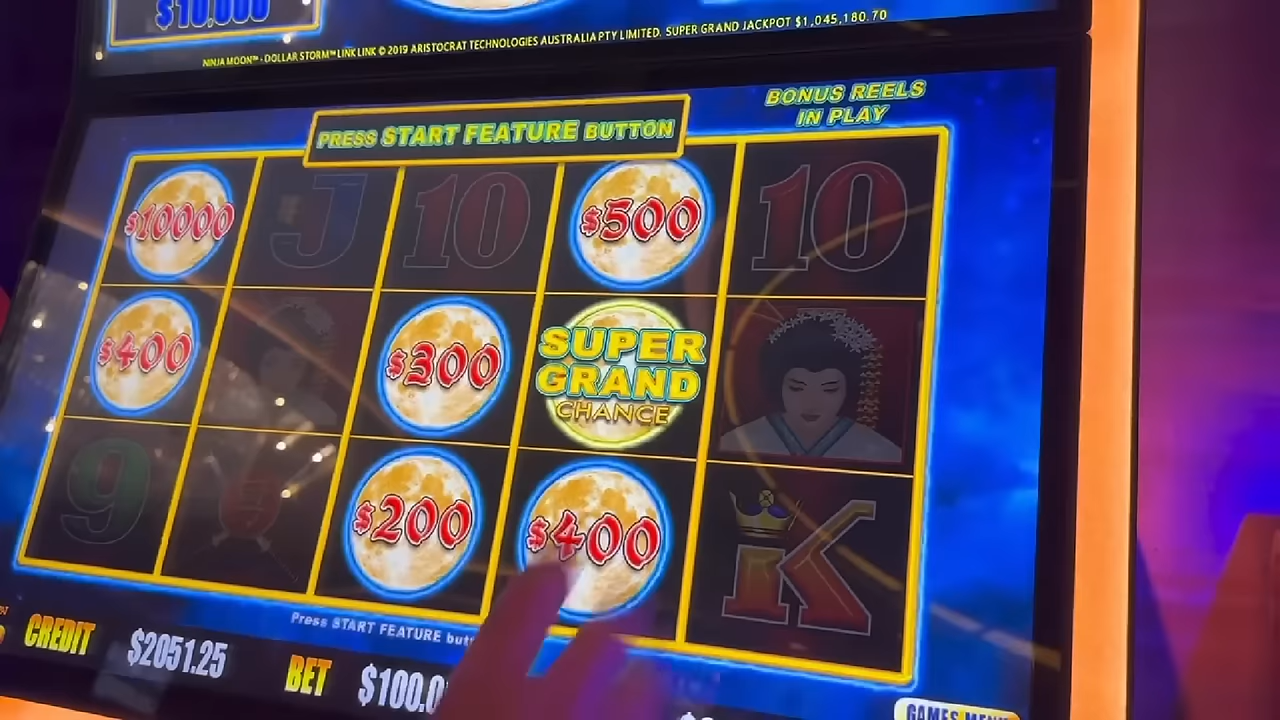 $10,000
NINJA MOON™ - DOLLAR STORM™ LINK LINK © 2019 ARISTOCRAT TECHNOLOGIES AUSTRALIA PTY LIMITED. SUPER GRAND JACKPOT $1,045,180.70
BONUS REELS
IN PLAY
PRESS START FEATURE BUTTON
$10000
J
10
$500
10
$400
$300
SUPER
GRAND
CHANCE
9
$200
$400
K
Press START FEATURE
CREDIT $2051.25 BET $100.0
GAMES MENU